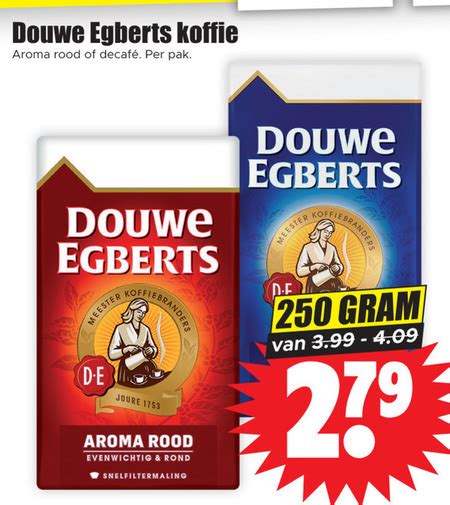 Douwe Egberts koffie
Aroma rood of decafé. Per pak.
DOUWE
EGBERTS
MEESTER KOFFIEBRANDERS
D·E
250 GRAM
van 3.99 - 4.09
2.79
DOUWE
EGBERTS
MEESTER KOFFIEBRANDERS
D·E
JOURE 1753
AROMA ROOD
EVENWICHTIG & ROND
SNELFILTERMALING